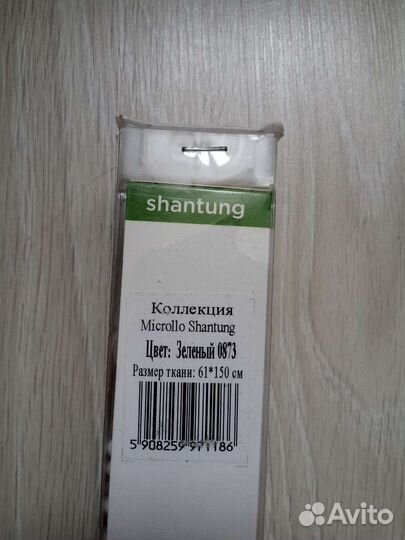 shantung
Коллекция
Microllo Shantung
Цвет: Зеленый 0873
Размер ткани: 61*150 см
5 908259 971186
Avito